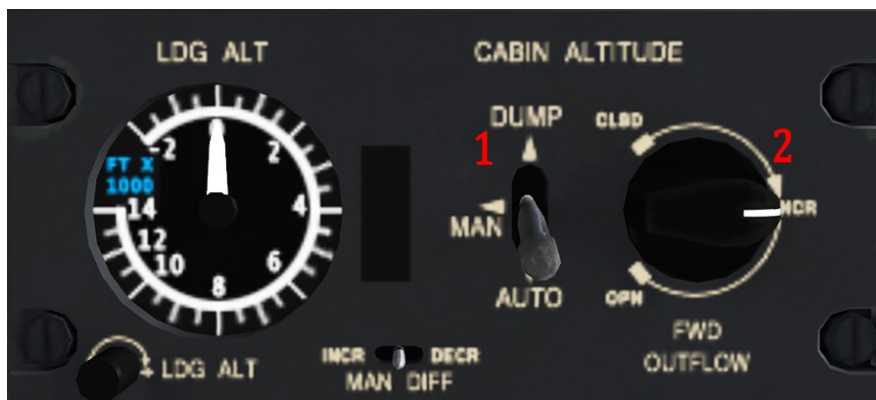 LDG ALT
CABIN ALTITUDE
DUMP
CLSD
1
2
-2
2
FT X
1000
14
4
NCR
MAN
12
10
6
8
AUTO
OPN
FWD
OUTFLOW
LDG ALT
INCR
DECR
MAN DIFF